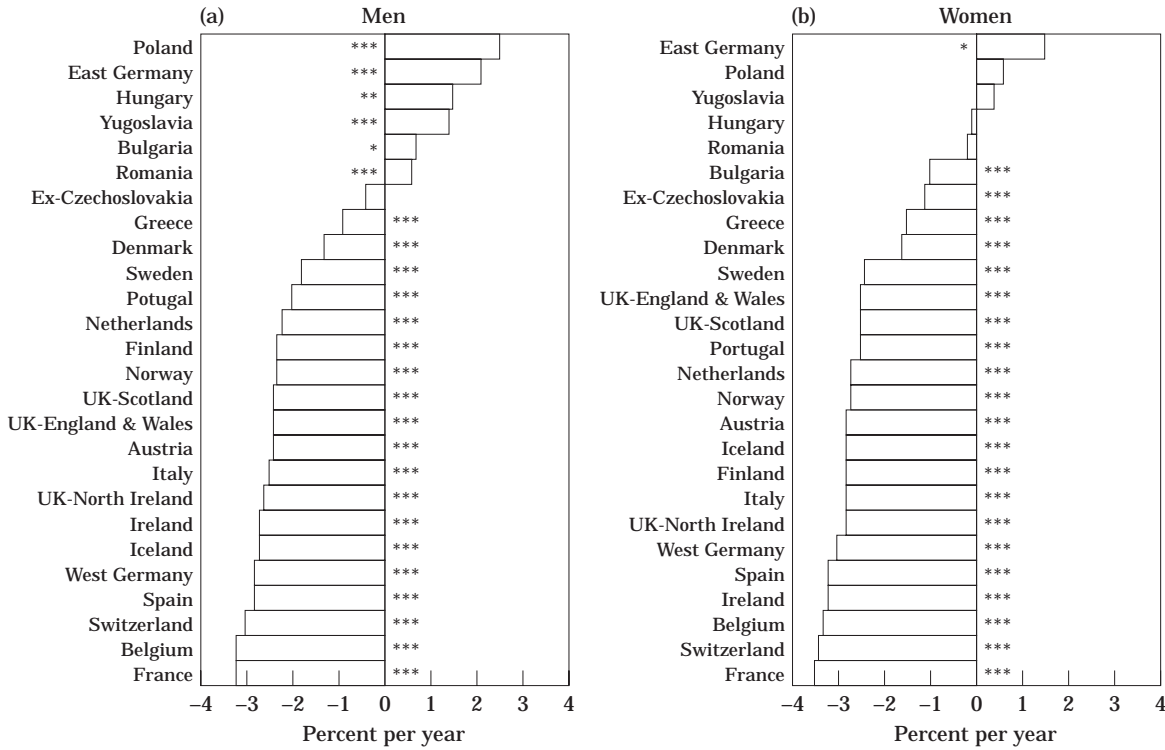 (a) Men
Poland ***
East Germany ***
Hungary **
Yugoslavia ***
Bulgaria *
Romania ***
Ex-Czechoslovakia
Greece ***
Denmark ***
Sweden ***
Potugal ***
Netherlands ***
Finland ***
Norway ***
UK-Scotland ***
UK-England & Wales ***
Austria ***
Italy ***
UK-North Ireland ***
Ireland ***
Iceland ***
West Germany ***
Spain ***
Switzerland ***
Belgium ***
France ***
–4 –3 –2 –1 0 1 2 3 4
Percent per year
(b) Women
East Germany *
Poland
Yugoslavia
Hungary
Romania
Bulgaria ***
Ex-Czechoslovakia ***
Greece ***
Denmark ***
Sweden ***
UK-England & Wales ***
UK-Scotland ***
Portugal ***
Netherlands ***
Norway ***
Austria ***
Iceland ***
Finland ***
Italy ***
UK-North Ireland ***
West Germany ***
Spain ***
Ireland ***
Belgium ***
Switzerland ***
France ***
–4 –3 –2 –1 0 1 2 3 4
Percent per year